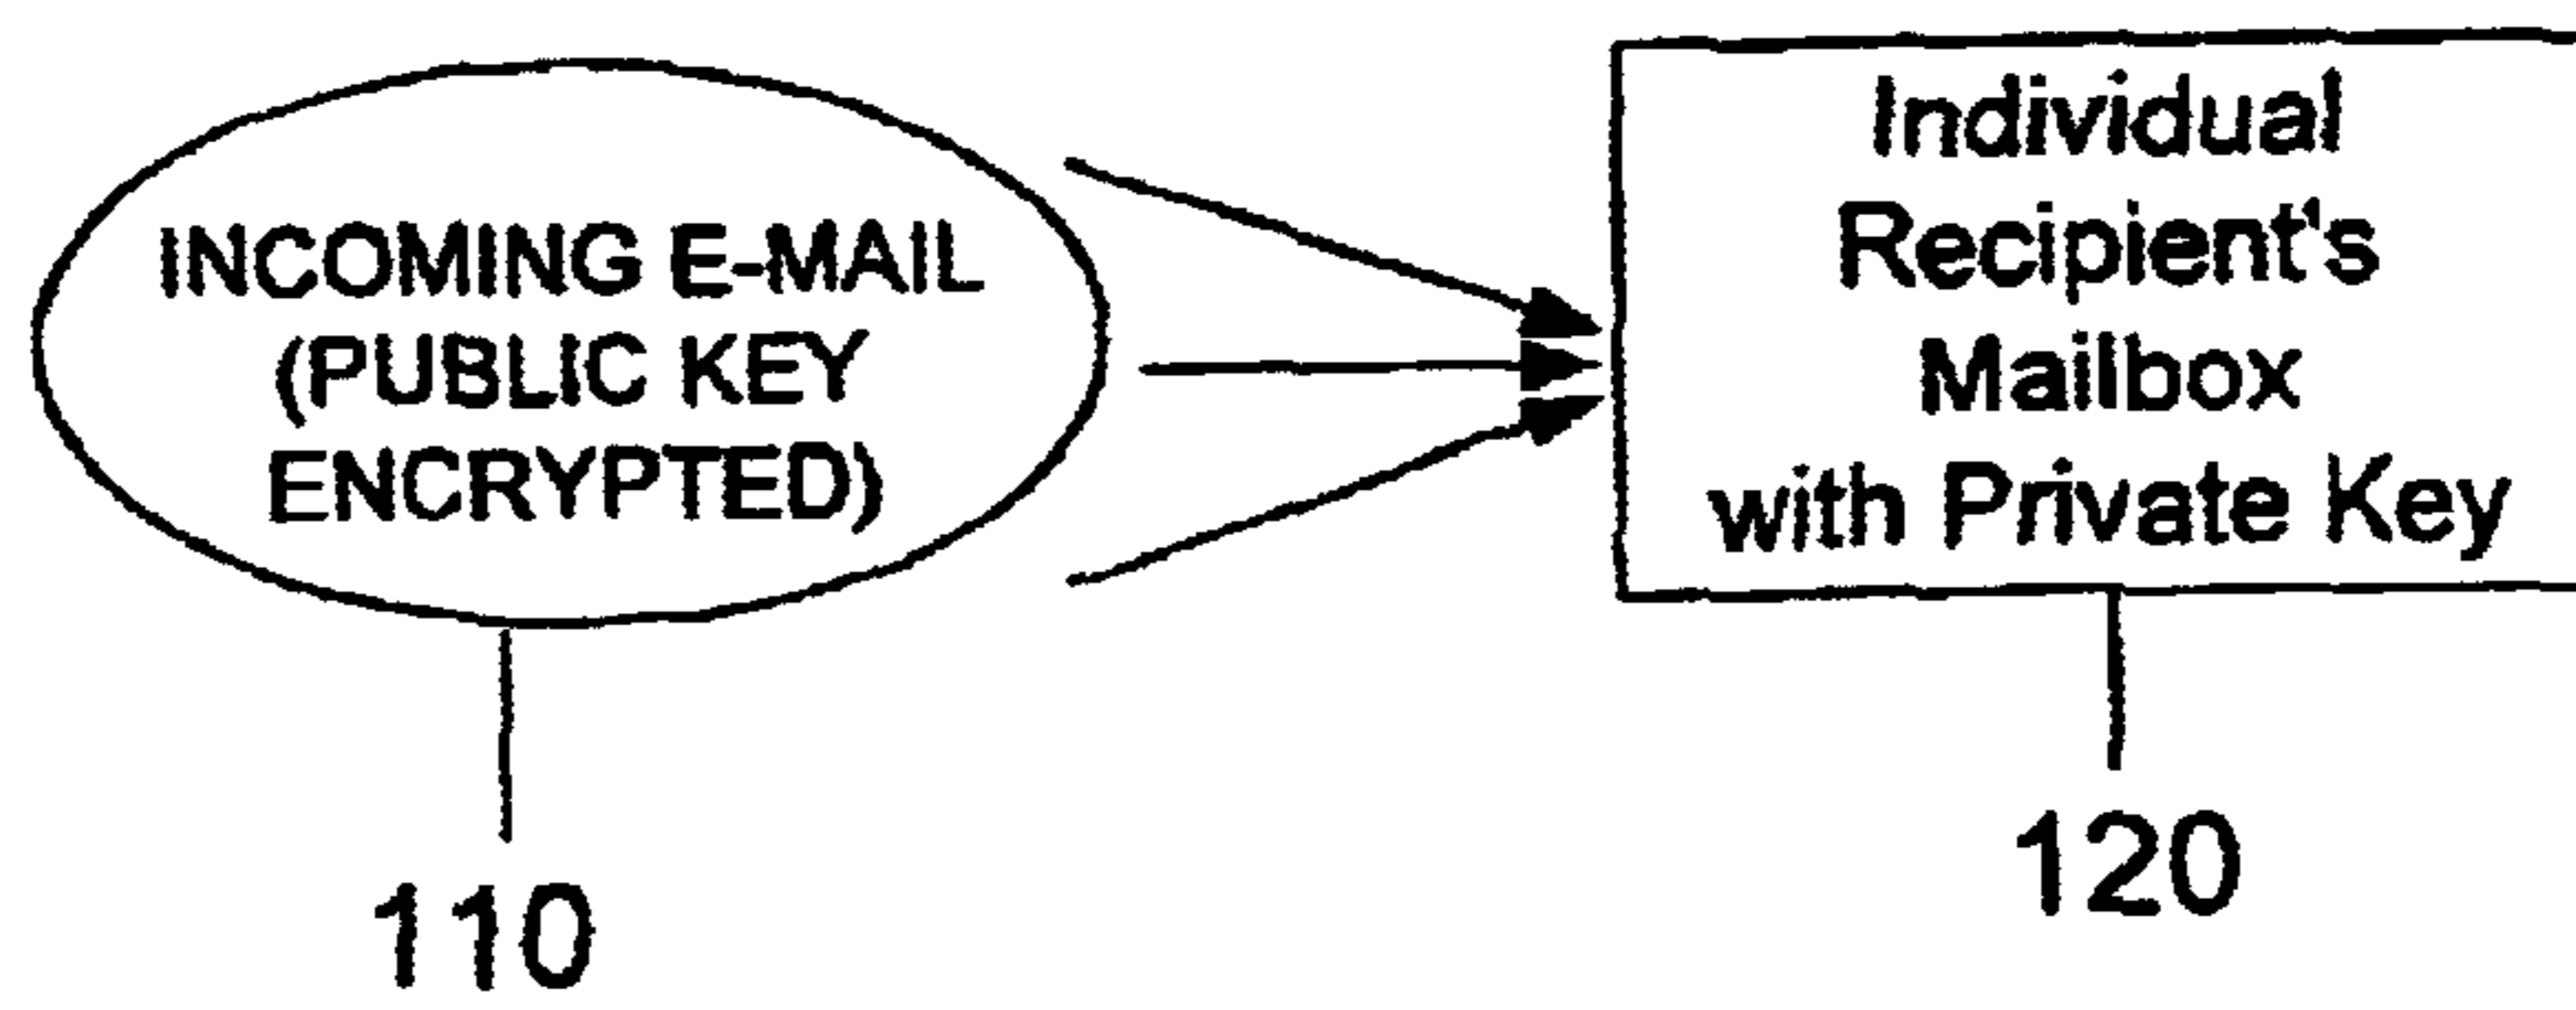 INCOMING E-MAIL
(PUBLIC KEY
ENCRYPTED)
Individual
Recipient's
Mailbox
with Private Key
110
120